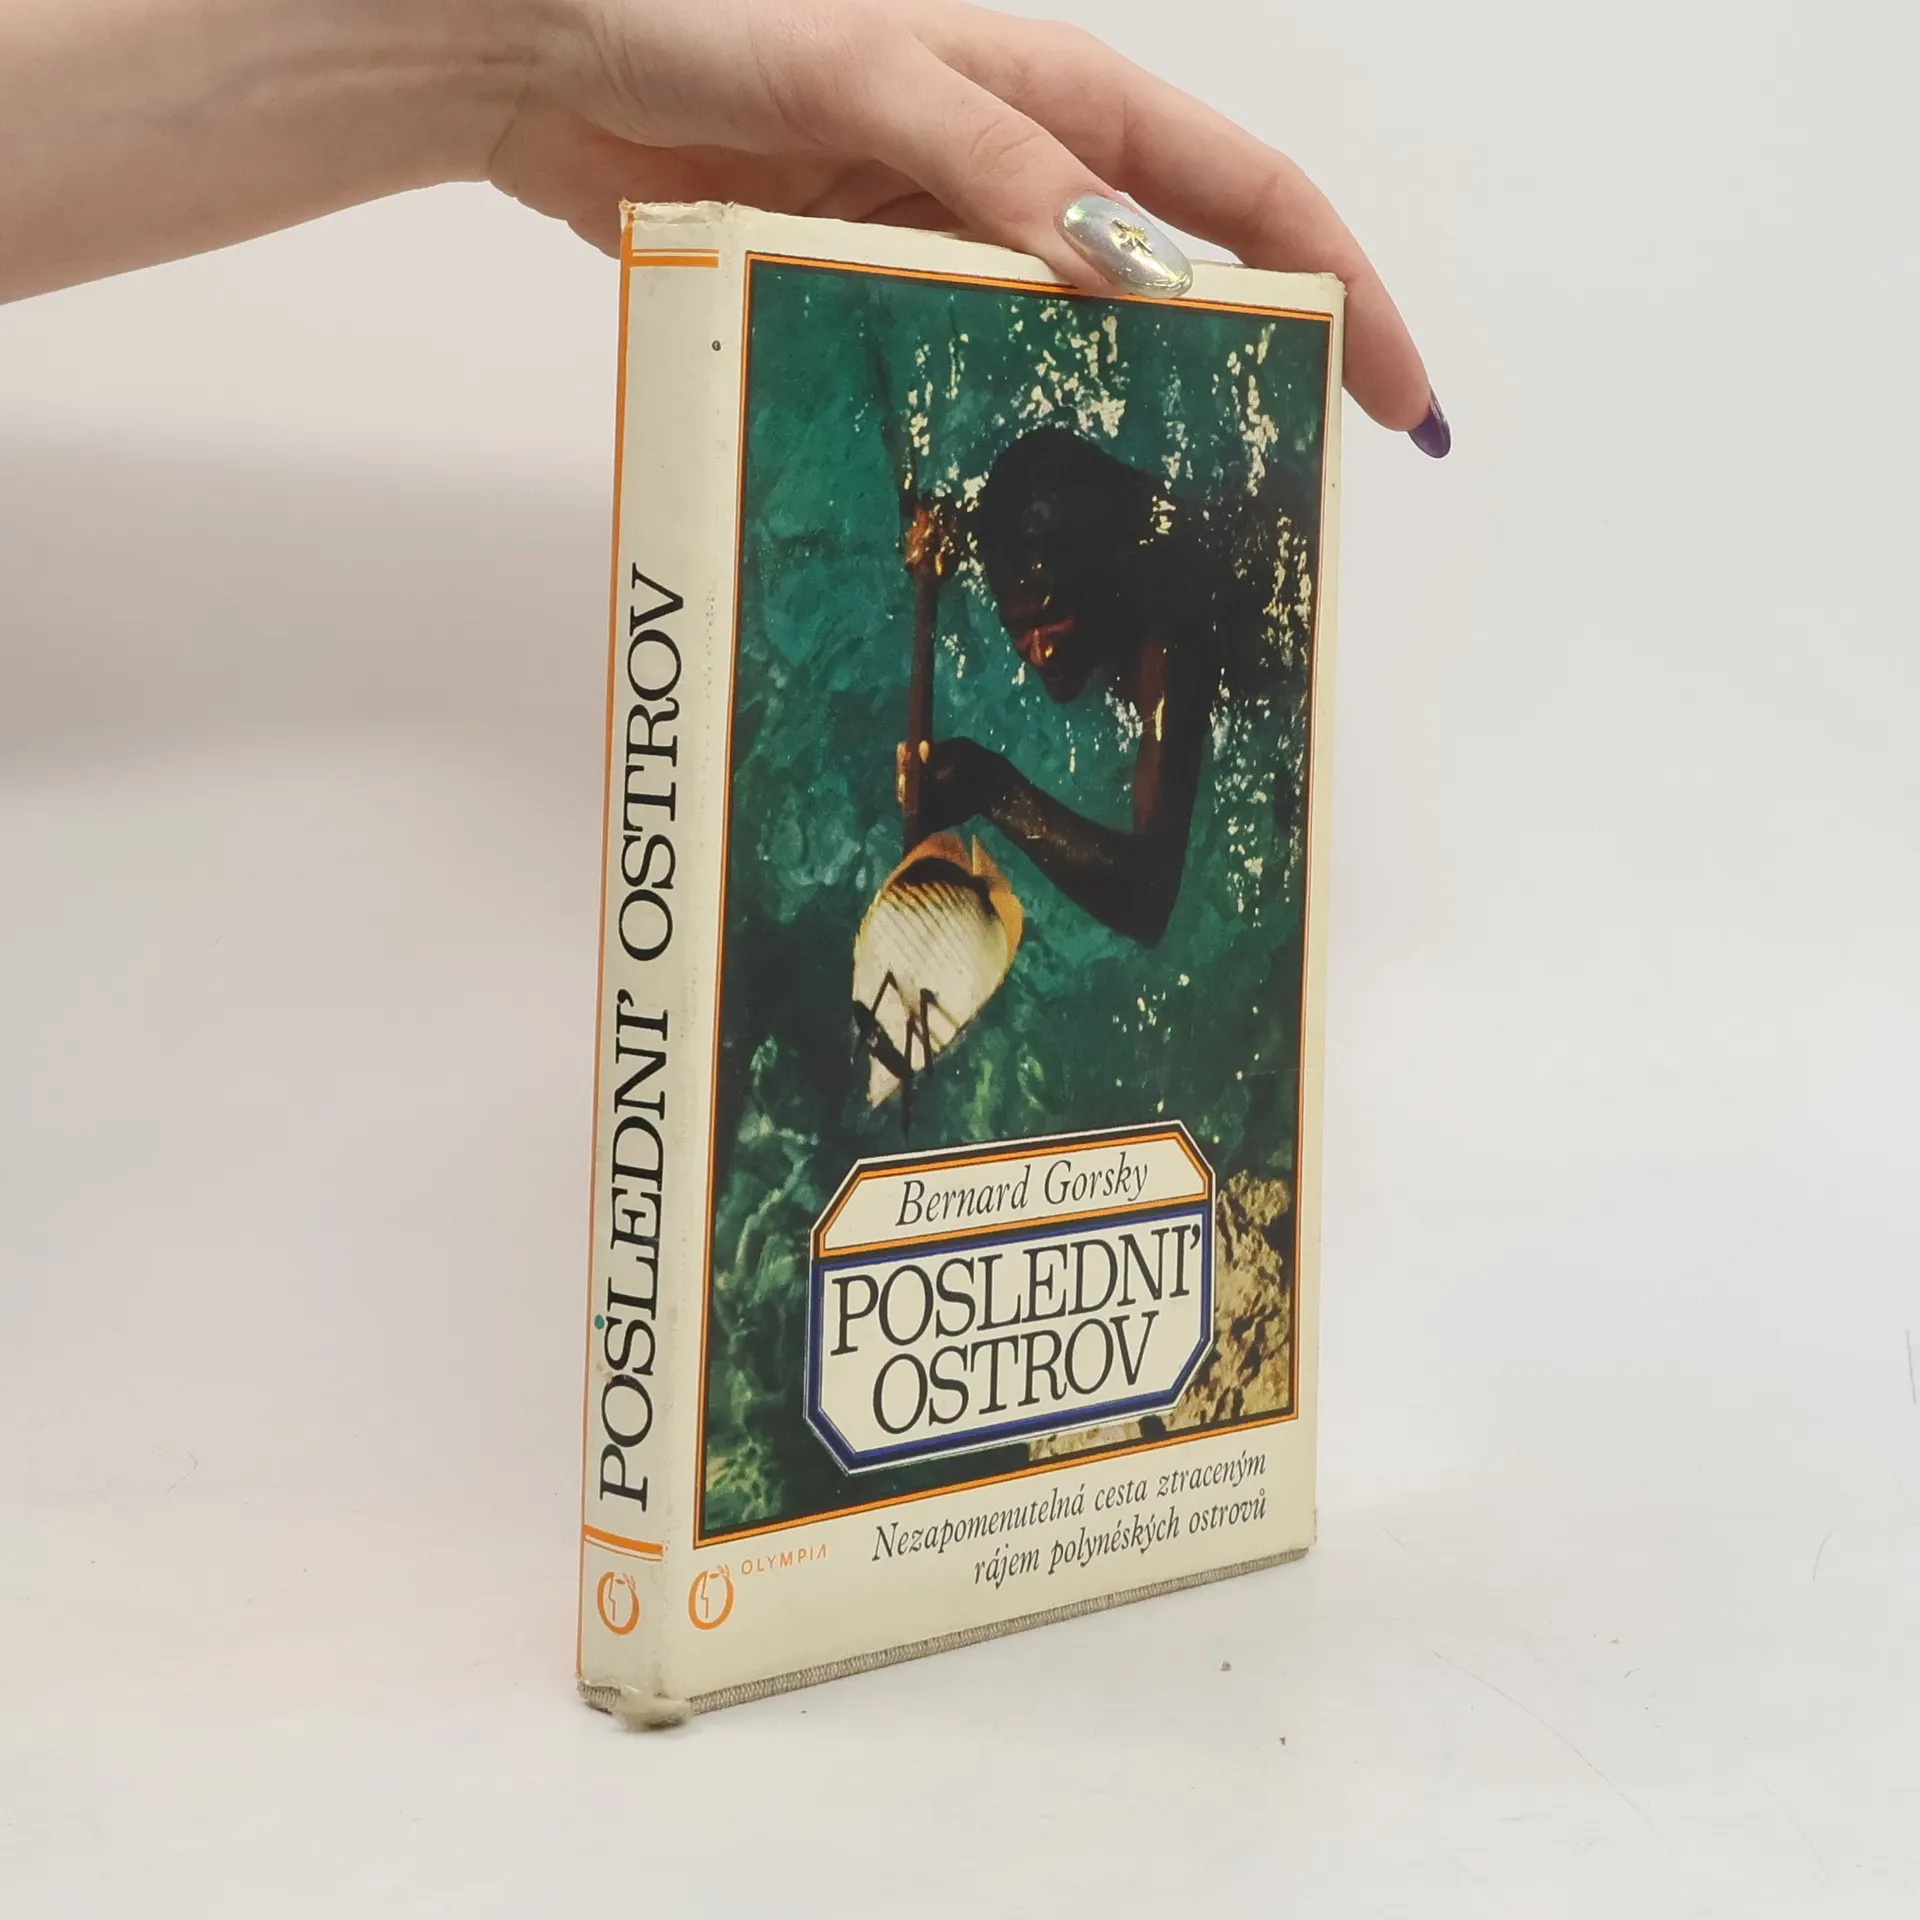 POSLEDNÍ OSTROV
Bernard Gorsky
POSLEDNÍ
OSTROV
Nezapomenutelná cesta ztraceným
rájem polynéských ostrovů
OLYMPIA